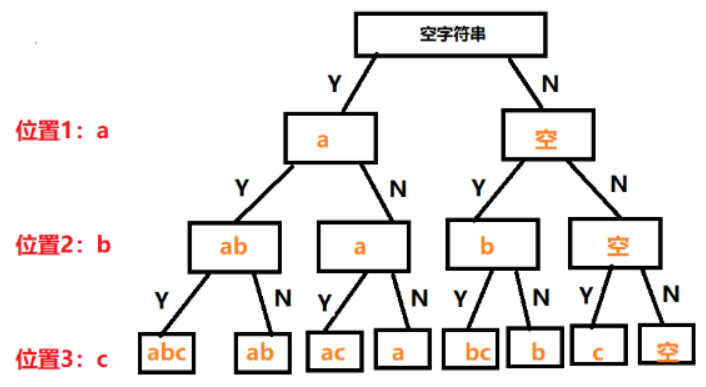 空字符串
Y N
位置1：a a 空
Y N Y N
位置2：b ab a b 空
Y N Y N Y N Y N
位置3：c abc ab ac a bc b c 空